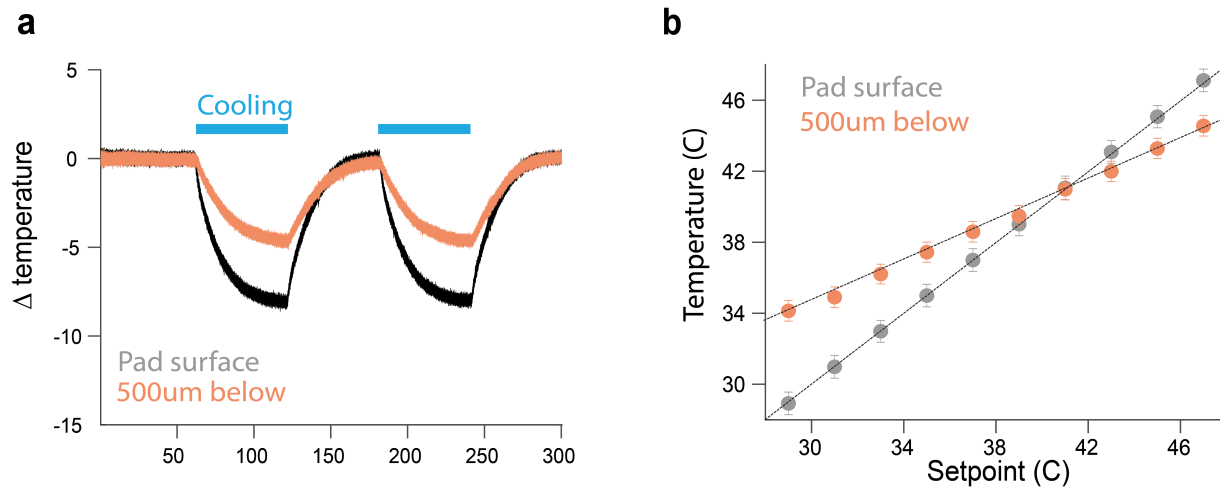 a
5
0
-5
-10
-15
Δ temperature
Cooling
Pad surface
500um below
50
100
150
200
250
300
b
Pad surface
500um below
46
42
38
34
30
Temperature (C)
30
34
38
42
46
Setpoint (C)